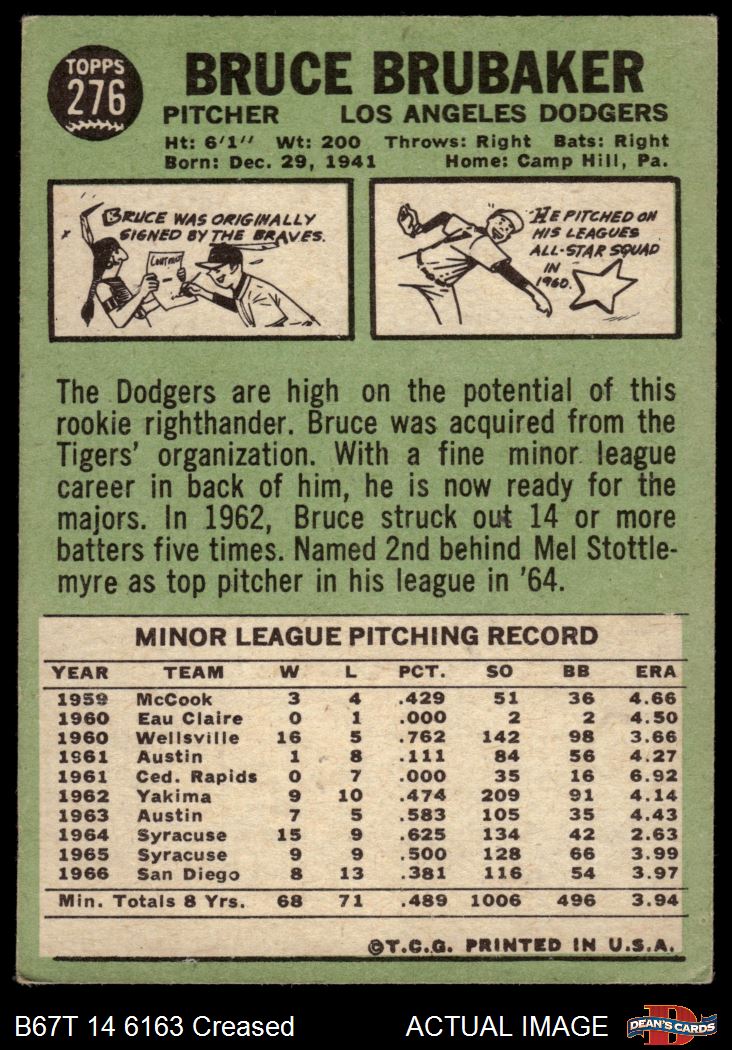 TOPPS
276
BRUCE BRUBAKER
PITCHER LOS ANGELES DODGERS
Ht: 6'1" Wt: 200 Throws: Right Bats: Right
Born: Dec. 29, 1941 Home: Camp Hill, Pa.
BRUCE WAS ORIGINALLY
SIGNED BY THE BRAVES.
CONTRACT
HE PITCHED ON
HIS LEAGUES
ALL-STAR SQUAD
IN
1960.
The Dodgers are high on the potential of this
rookie righthander. Bruce was acquired from the
Tigers' organization. With a fine minor league
career in back of him, he is now ready for the
majors. In 1962, Bruce struck out 14 or more
batters five times. Named 2nd behind Mel Stottle-
myre as top pitcher in his league in '64.
MINOR LEAGUE PITCHING RECORD
YEAR TEAM W L PCT. SO BB ERA
1959 McCook 3 4 .429 51 36 4.66
1960 Eau Claire 0 1 .000 2 2 4.50
1960 Wellsville 16 5 .762 142 98 3.66
1961 Austin 1 8 .111 84 56 4.27
1961 Ced. Rapids 0 7 .000 35 16 6.92
1962 Yakima 9 10 .474 209 91 4.14
1963 Austin 7 5 .583 105 35 4.43
1964 Syracuse 15 9 .625 134 42 2.63
1965 Syracuse 9 9 .500 128 66 3.99
1966 San Diego 8 13 .381 116 54 3.97
Min. Totals 8 Yrs. 68 71 .489 1006 496 3.94
©T.C.G. PRINTED IN U.S.A.
B67T 14 6163 Creased ACTUAL IMAGE
DEAN'S CARDS